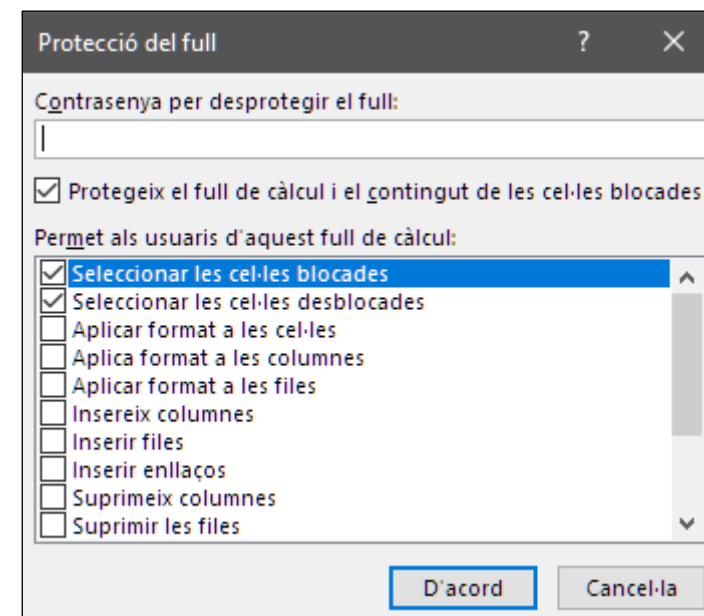 Protecció del full
Contrasenya per desprotegir el full:
Protegeix el full de càlcul i el contingut de les cel·les blocades
Permet als usuaris d'aquest full de càlcul:
Seleccionar les cel·les blocades
Seleccionar les cel·les desblocades
Aplicar format a les cel·les
Aplica format a les columnes
Aplicar format a les files
Insereix columnes
Inserir files
Inserir enllaços
Suprimeix columnes
Suprimir les files
D'acord
Cancel·la